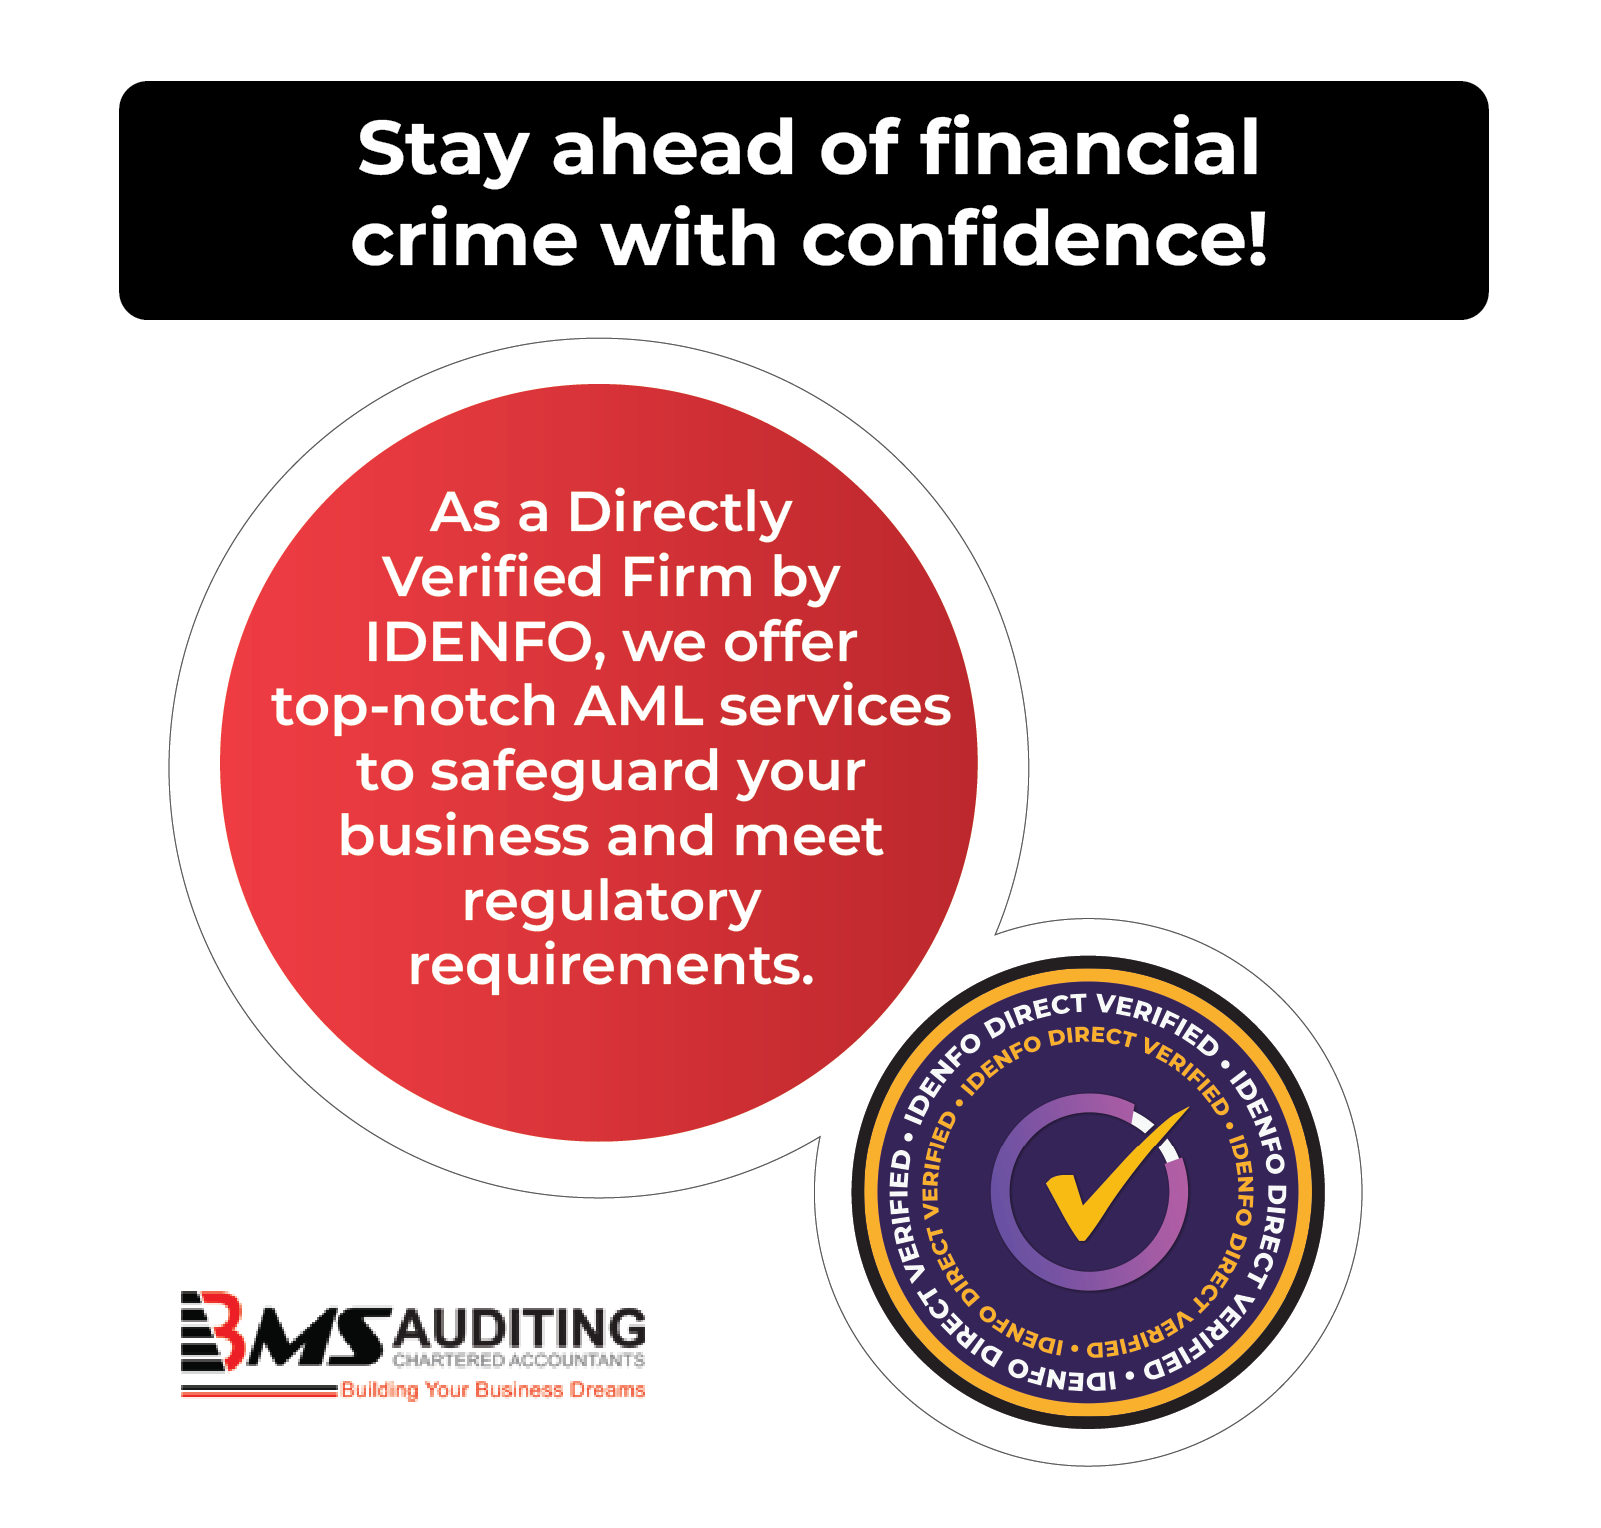 Stay ahead of financial
crime with confidence!
As a Directly
Verified Firm by
IDENFO, we offer
top-notch AML services
to safeguard your
business and meet
regulatory
requirements.
IDENFO DIRECT VERIFIED • IDENFO DIRECT VERIFIED • IDENFO DIRECT VERIFIED •
IDENFO DIRECT VERIFIED • IDENFO DIRECT VERIFIED • IDENFO DIRECT VERIFIED •
BMS AUDITING
CHARTERED ACCOUNTANTS
Building Your Business Dreams